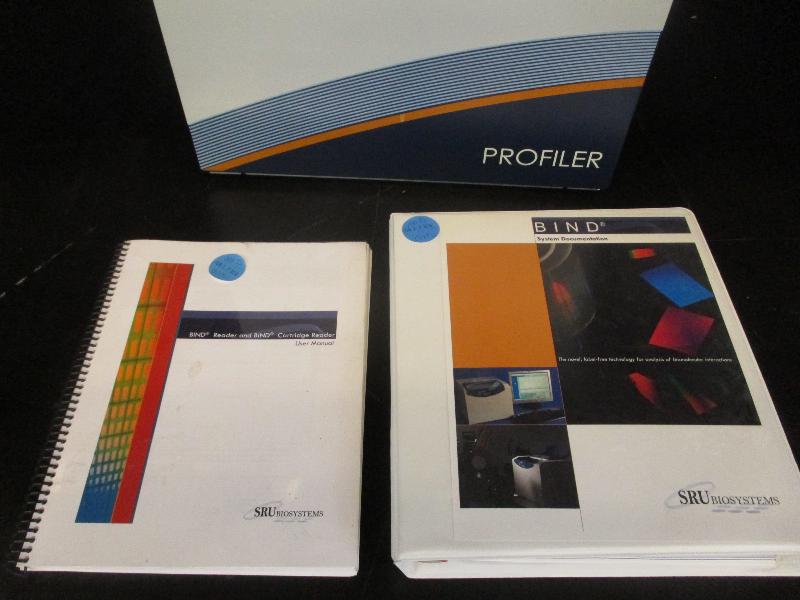 PROFILER
BIND® Reader and BIND® Cartridge Reader
User Manual
SRU BIOSYSTEMS
BIND®
System Documentation
The novel, label-free technology for analysis of biomolecular interactions
SRU BIOSYSTEMS